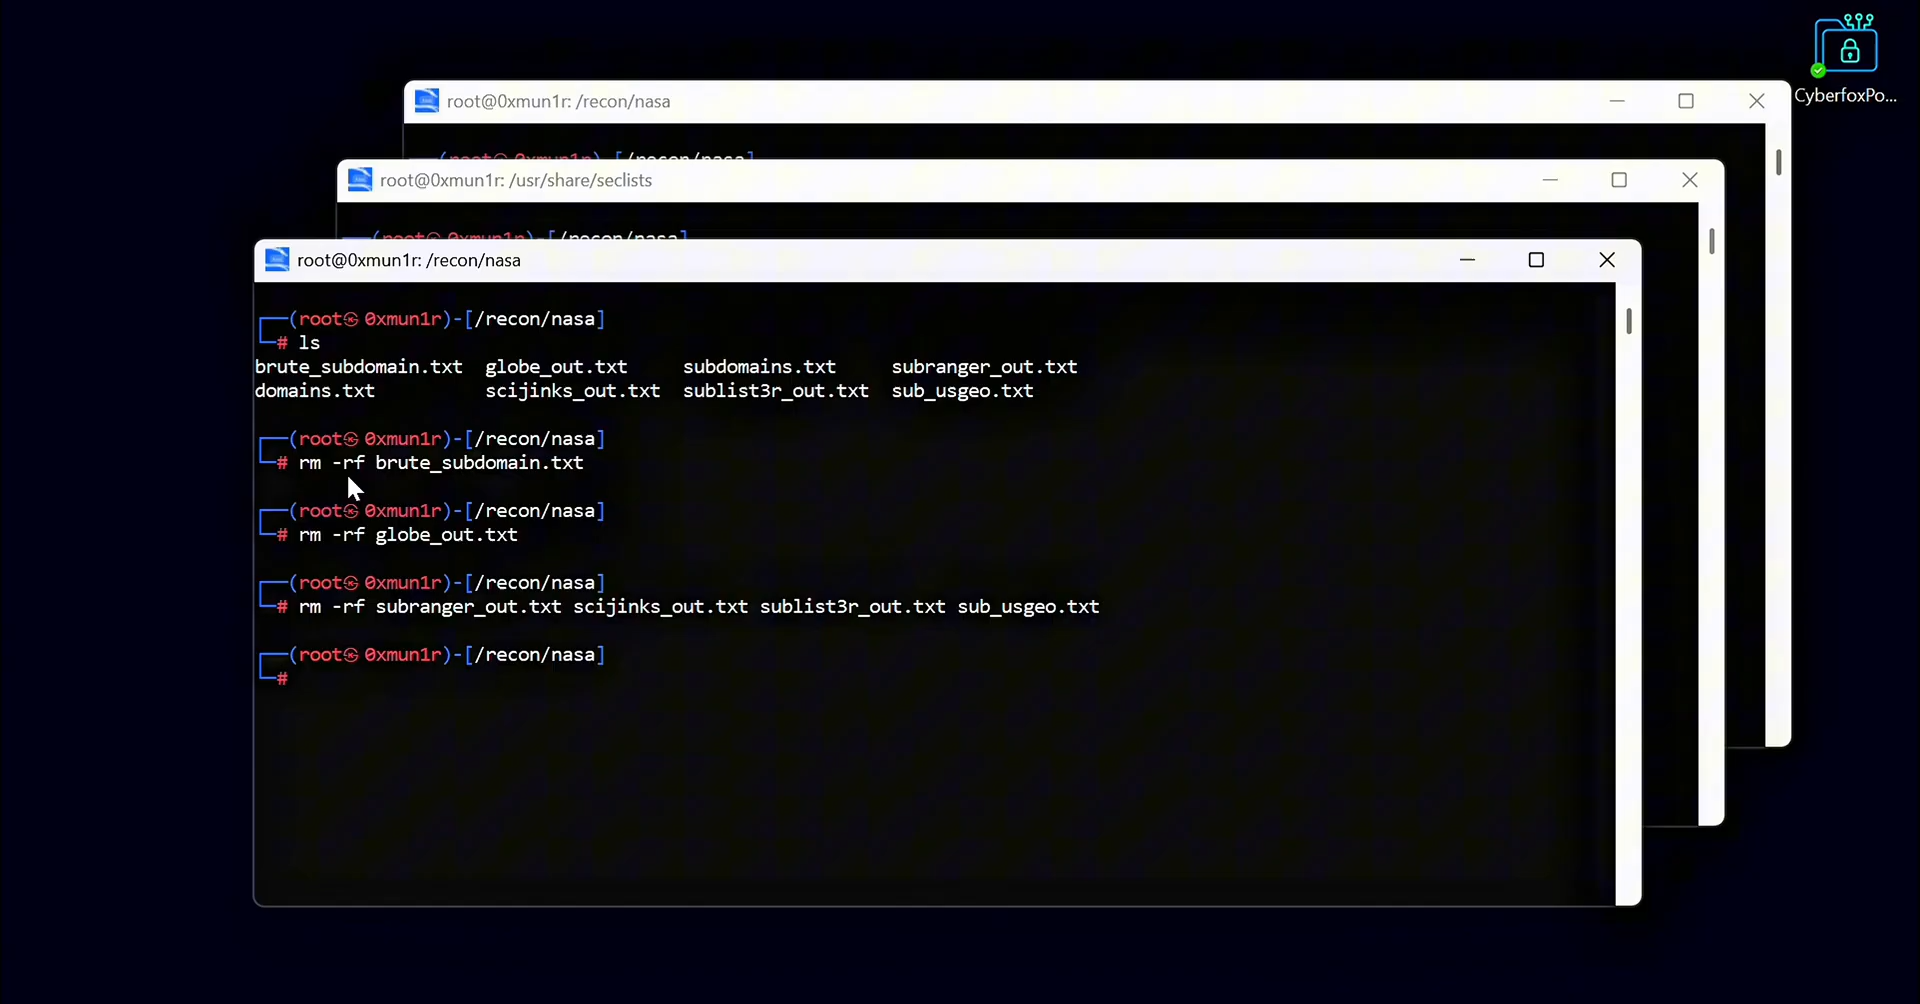 CyberfoxPo...
root@0xmun1r: /recon/nasa
root@0xmun1r: /usr/share/seclists
root@0xmun1r: /recon/nasa
┌──(root㉿0xmun1r)-[/recon/nasa]
└─# ls
brute_subdomain.txt globe_out.txt subdomains.txt subranger_out.txt
domains.txt scijinks_out.txt sublist3r_out.txt sub_usgeo.txt
┌──(root㉿0xmun1r)-[/recon/nasa]
└─# rm -rf brute_subdomain.txt
┌──(root㉿0xmun1r)-[/recon/nasa]
└─# rm -rf globe_out.txt
┌──(root㉿0xmun1r)-[/recon/nasa]
└─# rm -rf subranger_out.txt scijinks_out.txt sublist3r_out.txt sub_usgeo.txt
┌──(root㉿0xmun1r)-[/recon/nasa]
└─#